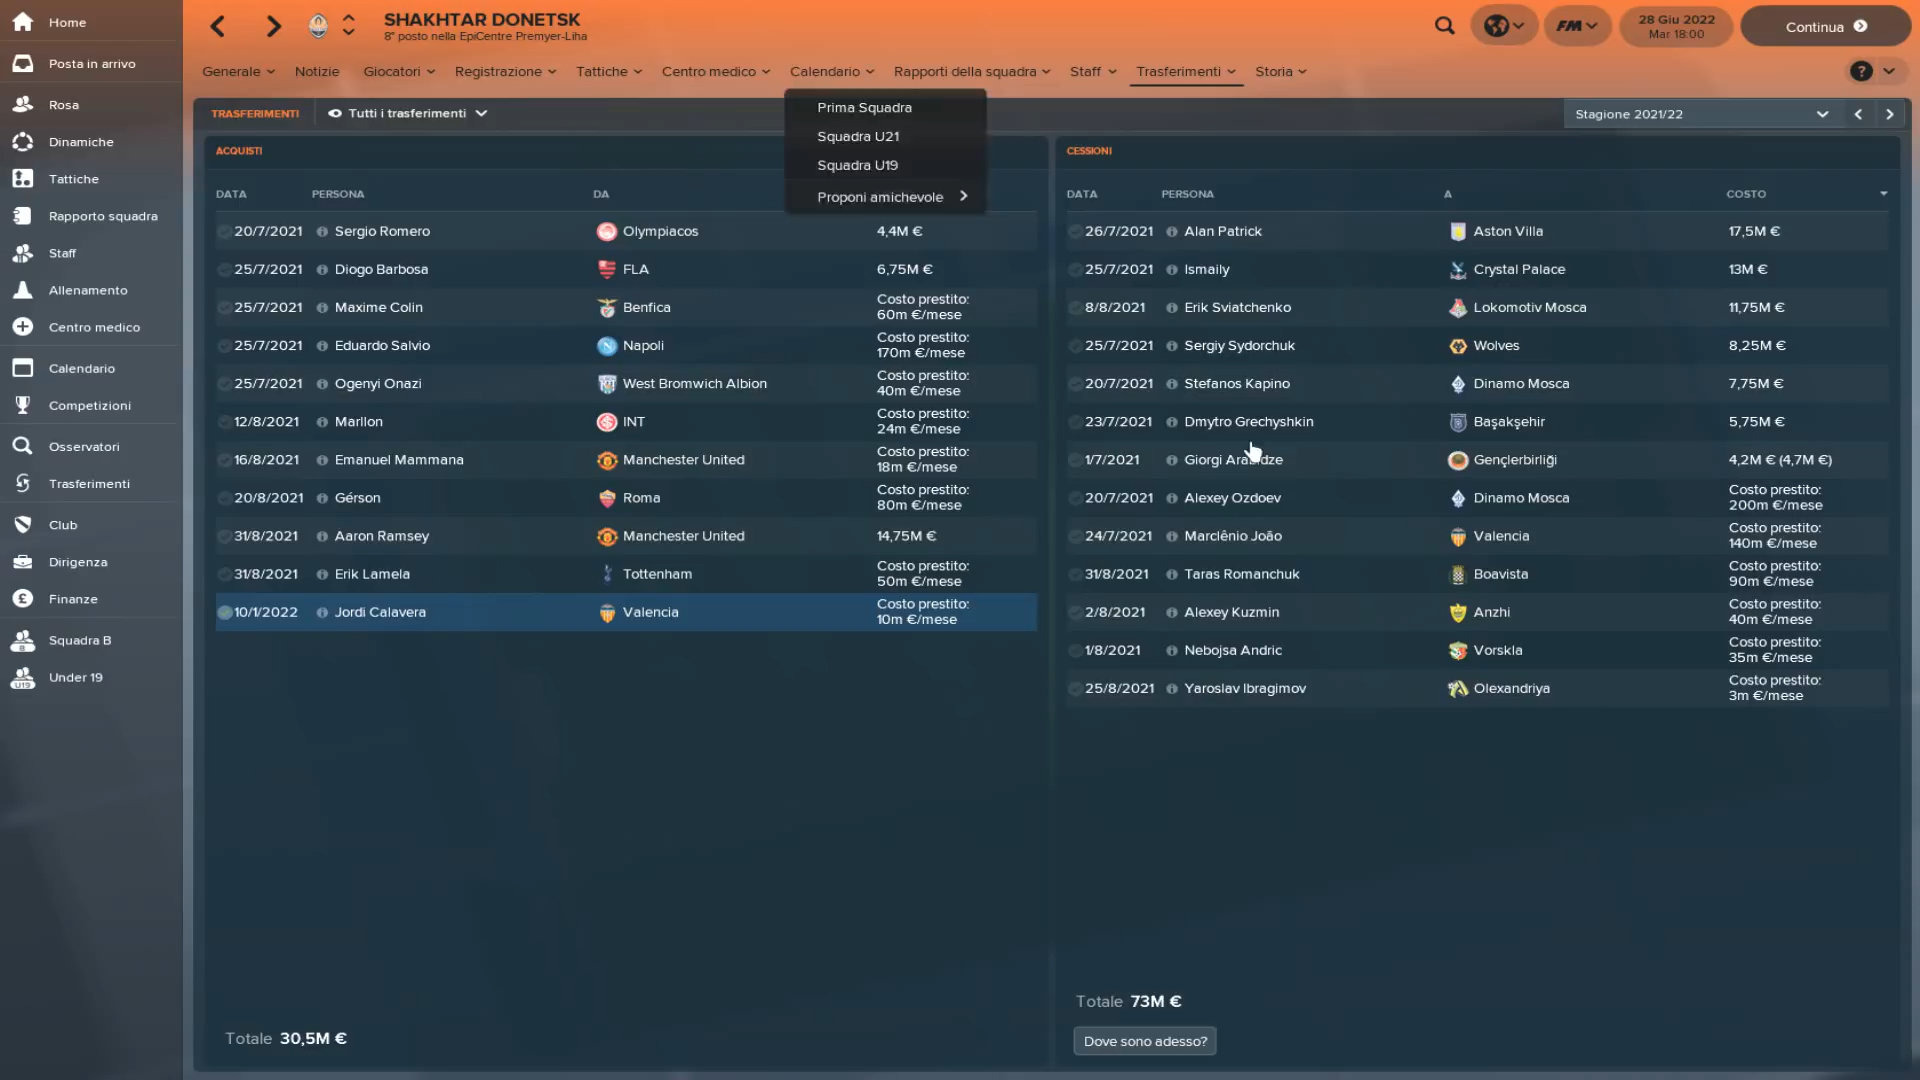 Home
Posta in arrivo
Rosa
Dinamiche
Tattiche
Rapporto squadra
Staff
Allenamento
Centro medico
Calendario
Competizioni
Osservatori
Trasferimenti
Club
Dirigenza
Finanze
Squadra B
Under 19
SHAKHTAR DONETSK
8° posto nella EpiCentre Premyer-Liha
FM
28 Giu 2022
Mar 18:00
Continua
Generale Notizie Giocatori Registrazione Tattiche Centro medico Calendario Rapporti della squadra Staff Trasferimenti Storia
?
Prima Squadra
Squadra U21
Squadra U19
Proponi amichevole
TRASFERIMENTI Tutti i trasferimenti
Stagione 2021/22
ACQUISTI
DATA PERSONA DA
20/7/2021 Sergio Romero Olympiacos 4,4M €
25/7/2021 Diogo Barbosa FLA 6,75M €
25/7/2021 Maxime Colin Benfica Costo prestito:
60m €/mese
25/7/2021 Eduardo Salvio Napoli Costo prestito:
170m €/mese
25/7/2021 Ogenyi Onazi West Bromwich Albion Costo prestito:
40m €/mese
12/8/2021 Marllon INT Costo prestito:
24m €/mese
16/8/2021 Emanuel Mammana Manchester United Costo prestito:
18m €/mese
20/8/2021 Gérson Roma Costo prestito:
80m €/mese
31/8/2021 Aaron Ramsey Manchester United 14,75M €
31/8/2021 Erik Lamela Tottenham Costo prestito:
50m €/mese
10/1/2022 Jordi Calavera Valencia Costo prestito:
10m €/mese
Totale 30,5M €
CESSIONI
DATA PERSONA A COSTO
26/7/2021 Alan Patrick Aston Villa 17,5M €
25/7/2021 Ismaily Crystal Palace 13M €
8/8/2021 Erik Sviatchenko Lokomotiv Mosca 11,75M €
25/7/2021 Sergiy Sydorchuk Wolves 8,25M €
20/7/2021 Stefanos Kapino Dinamo Mosca 7,75M €
23/7/2021 Dmytro Grechyshkin Başakşehir 5,75M €
1/7/2021 Giorgi Gençlerbirliği 4,2M € (4,7M €)
20/7/2021 Alexey Ozdoev Dinamo Mosca Costo prestito:
200m €/mese
24/7/2021 Marclênio João Valencia Costo prestito:
140m €/mese
31/8/2021 Taras Romanchuk Boavista Costo prestito:
90m €/mese
2/8/2021 Alexey Kuzmin Anzhi Costo prestito:
40m €/mese
1/8/2021 Nebojsa Andric Vorskla Costo prestito:
35m €/mese
25/8/2021 Yaroslav Ibragimov Olexandriya Costo prestito:
3m €/mese
Totale 73M €
Dove sono adesso?